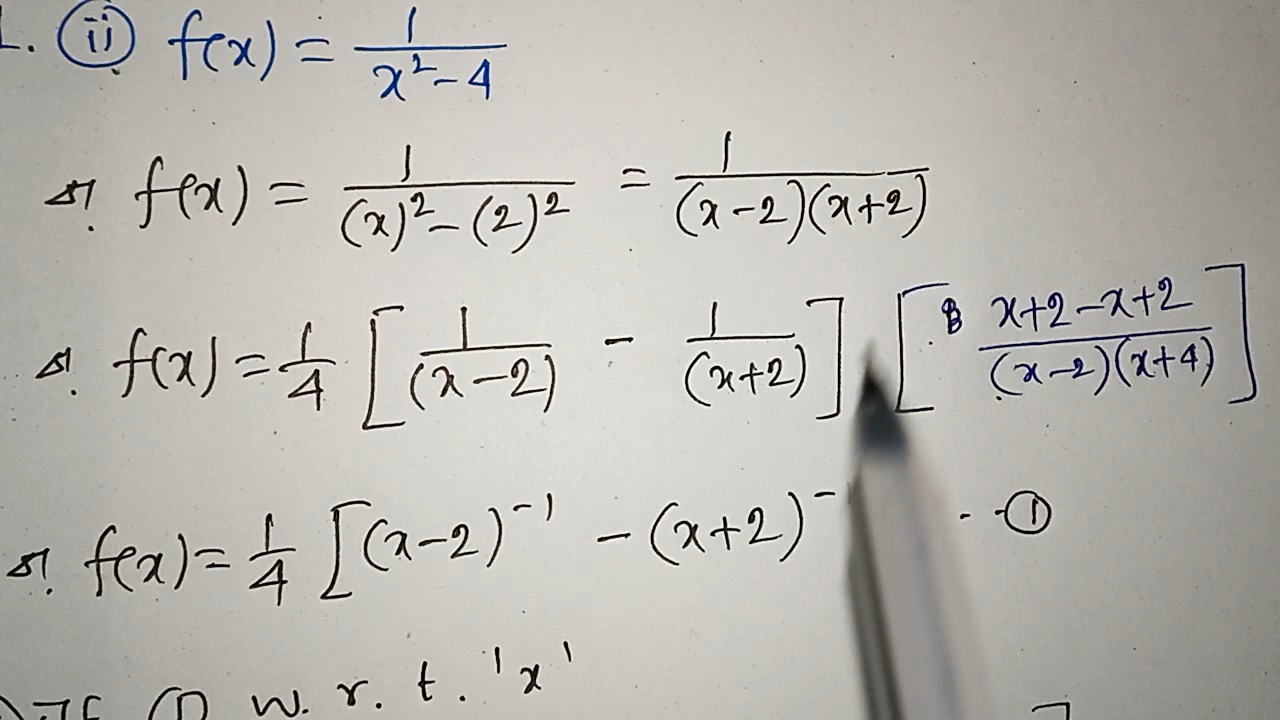 1. (ii) f(x) = 1/(x² - 4)
f(x) = 1/((x)² - (2)²) = 1/((x-2)(x+2))
f(x) = 1/4 [1/(x-2) - 1/(x+2)] [(x+2-x+2)/((x-2)(x+4))]
f(x) = 1/4 [(x-2)⁻¹ - (x+2)⁻ - - ①
① w. r. t. 'x'